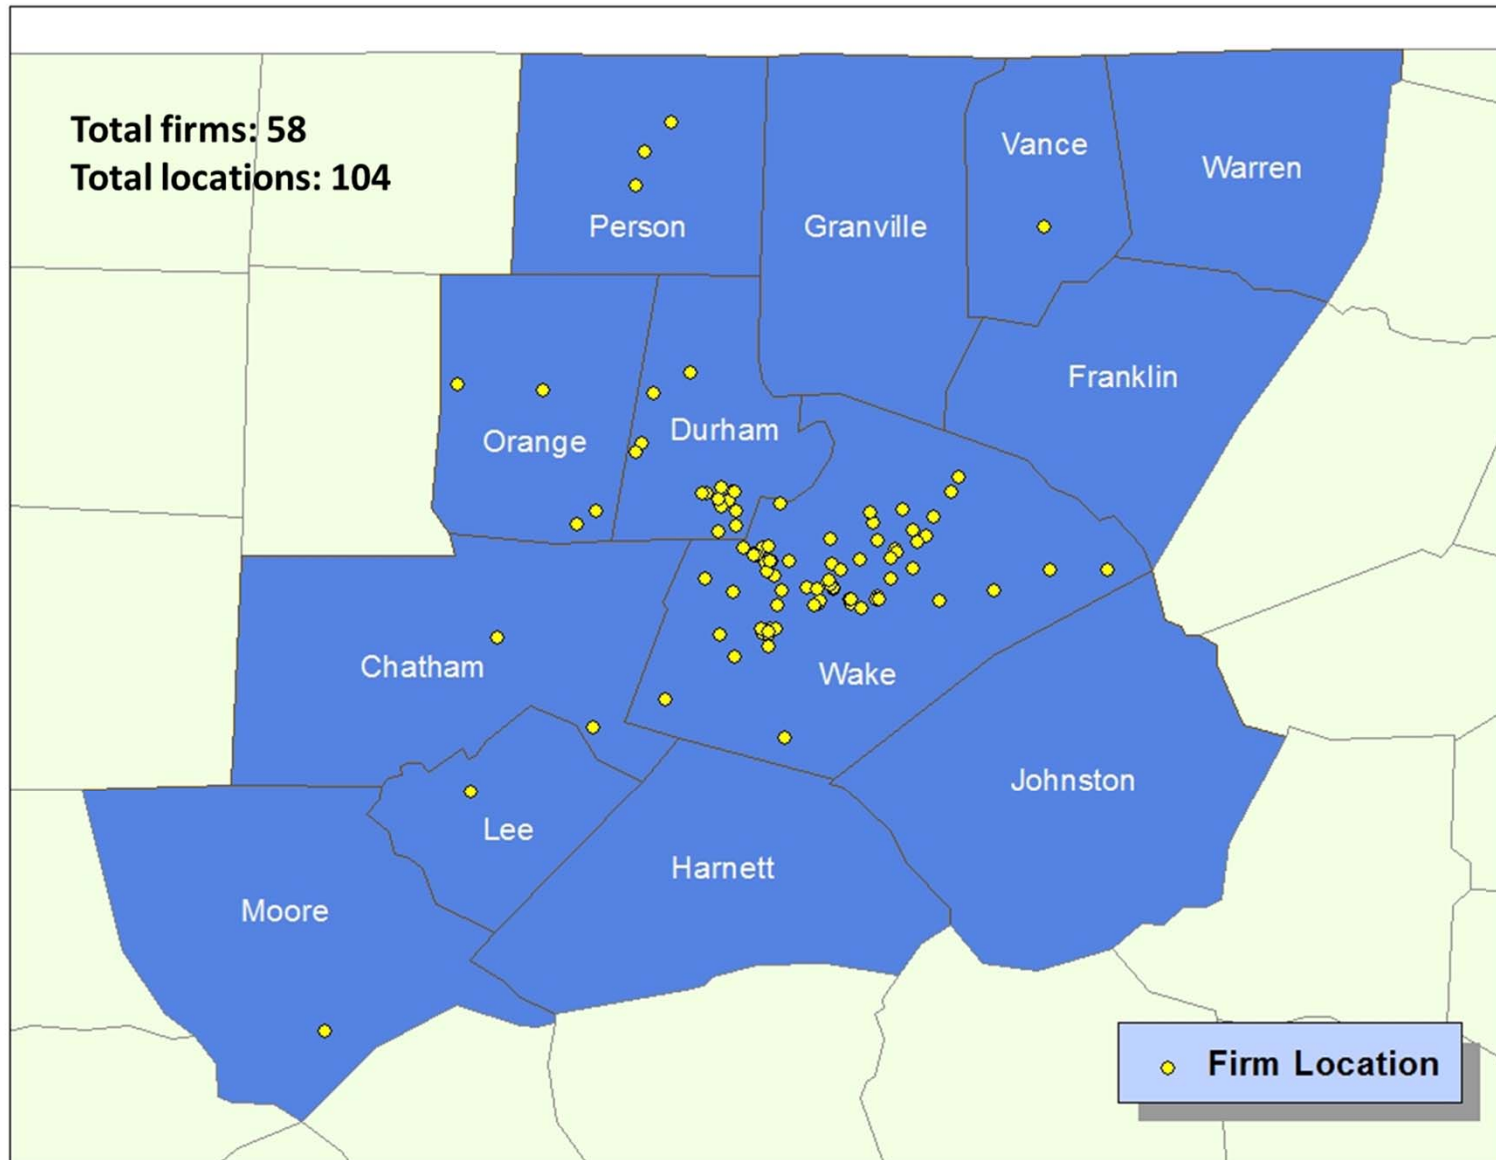 Total firms: 58
Total locations: 104
Vance
Warren
Person
Granville
Franklin
Durham
Orange
Chatham
Wake
Johnston
Lee
Harnett
Moore
Firm Location